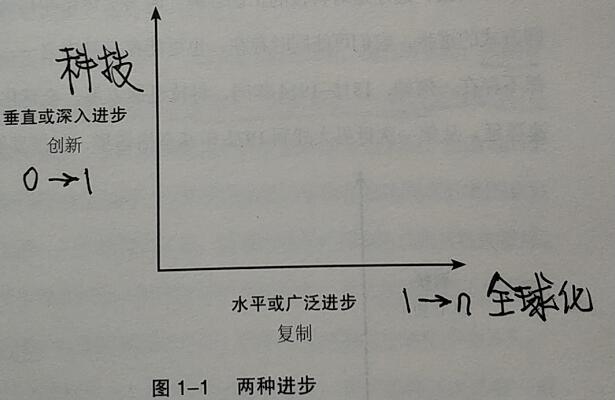 科技
垂直或深入进步
创新
0→1
水平或广泛进步
复制
1→n 全球化
图 1-1 两种进步